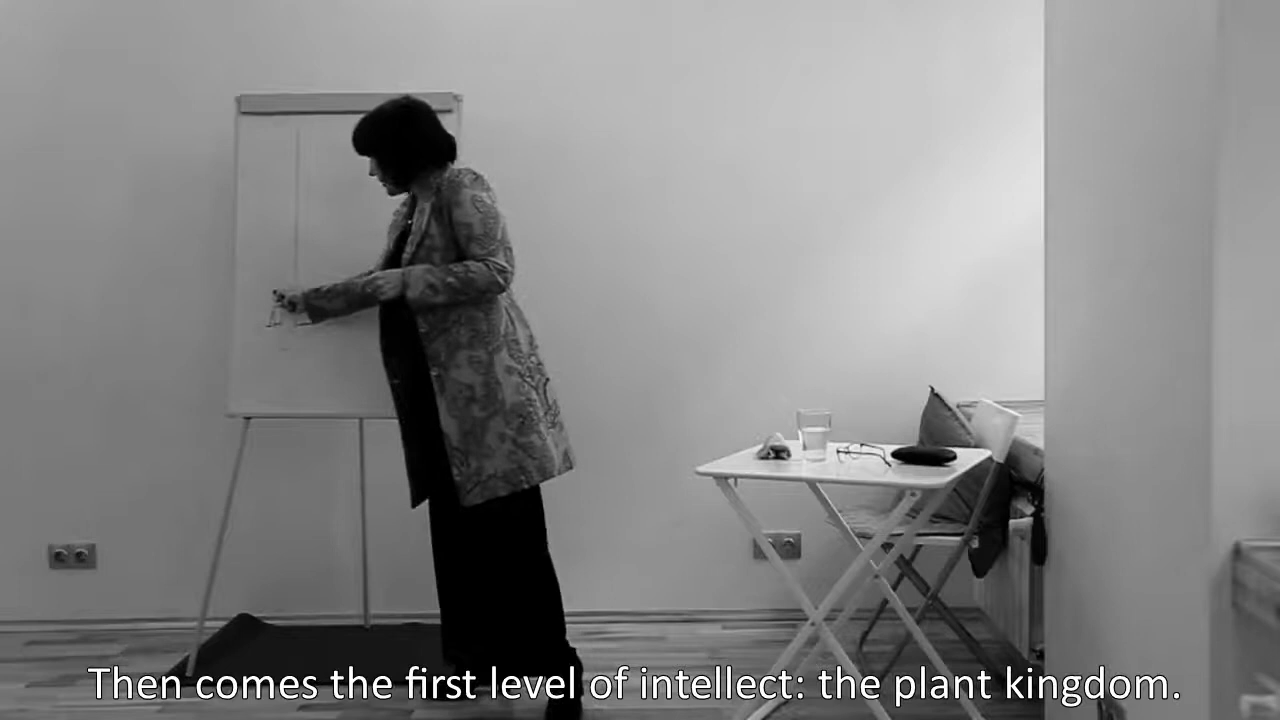 Then comes the first level of intellect: the plant kingdom.